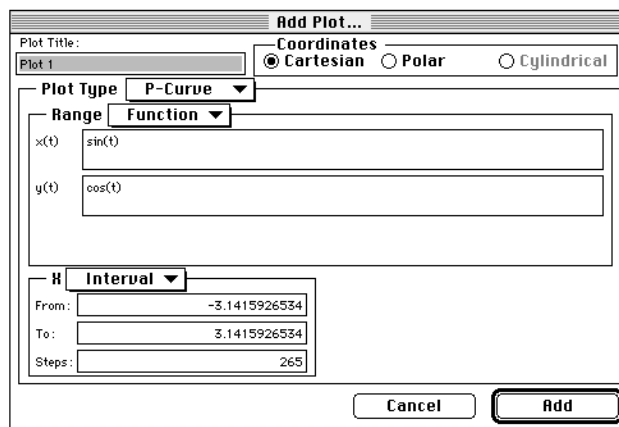 Add Plot...
Plot Title:
Plot 1
Coordinates
Cartesian Polar Cylindrical
Plot Type P-Curve
Range Function
x(t) sin(t)
y(t) cos(t)
X Interval
From: -3.1415926534
To: 3.1415926534
Steps: 265
Cancel Add